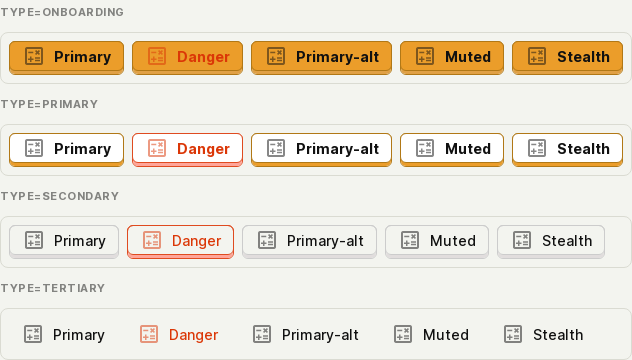 TYPE=ONBOARDING
Primary Danger Primary-alt Muted Stealth
TYPE=PRIMARY
Primary Danger Primary-alt Muted Stealth
TYPE=SECONDARY
Primary Danger Primary-alt Muted Stealth
TYPE=TERTIARY
Primary Danger Primary-alt Muted Stealth